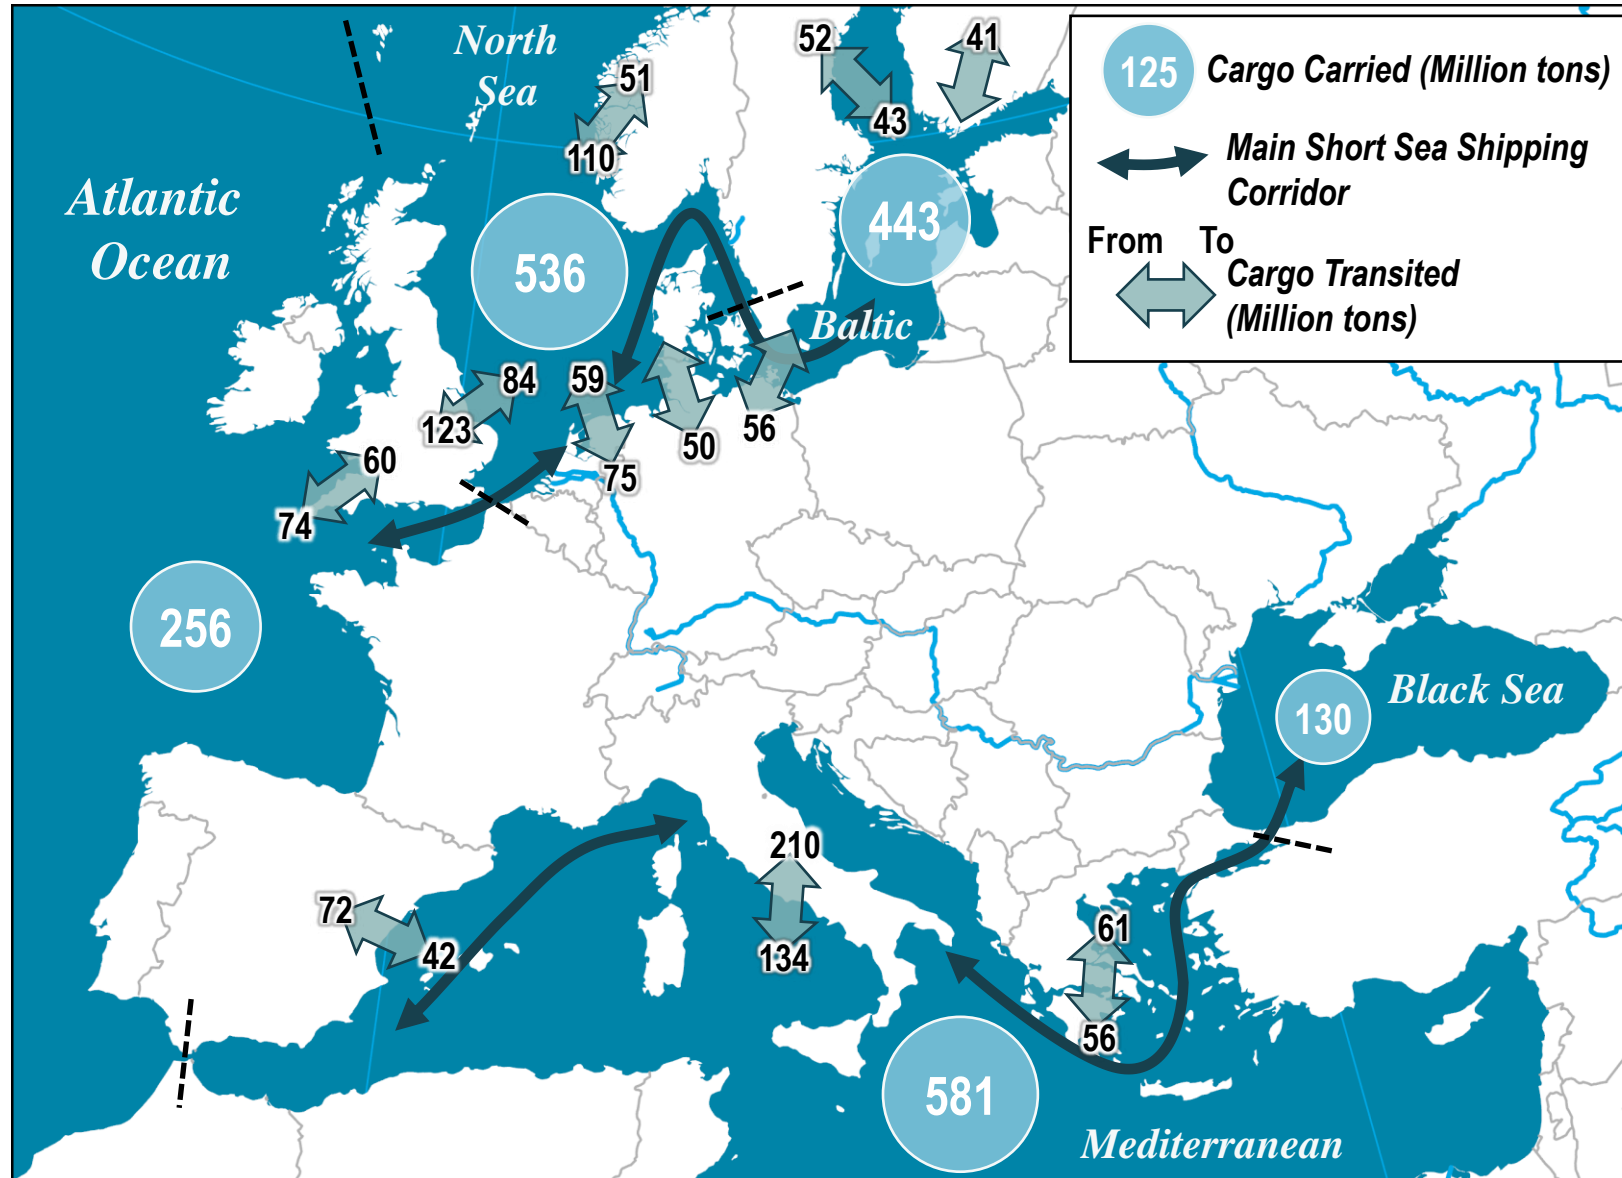 North
Sea
Atlantic
Ocean
Baltic
Black Sea
Mediterranean
125
Cargo Carried (Million tons)
Main Short Sea Shipping
Corridor
From To
Cargo Transited
(Million tons)
52
41
43
51
110
443
536
84
123
59
75
50
56
60
74
256
130
210
134
72
42
61
56
581